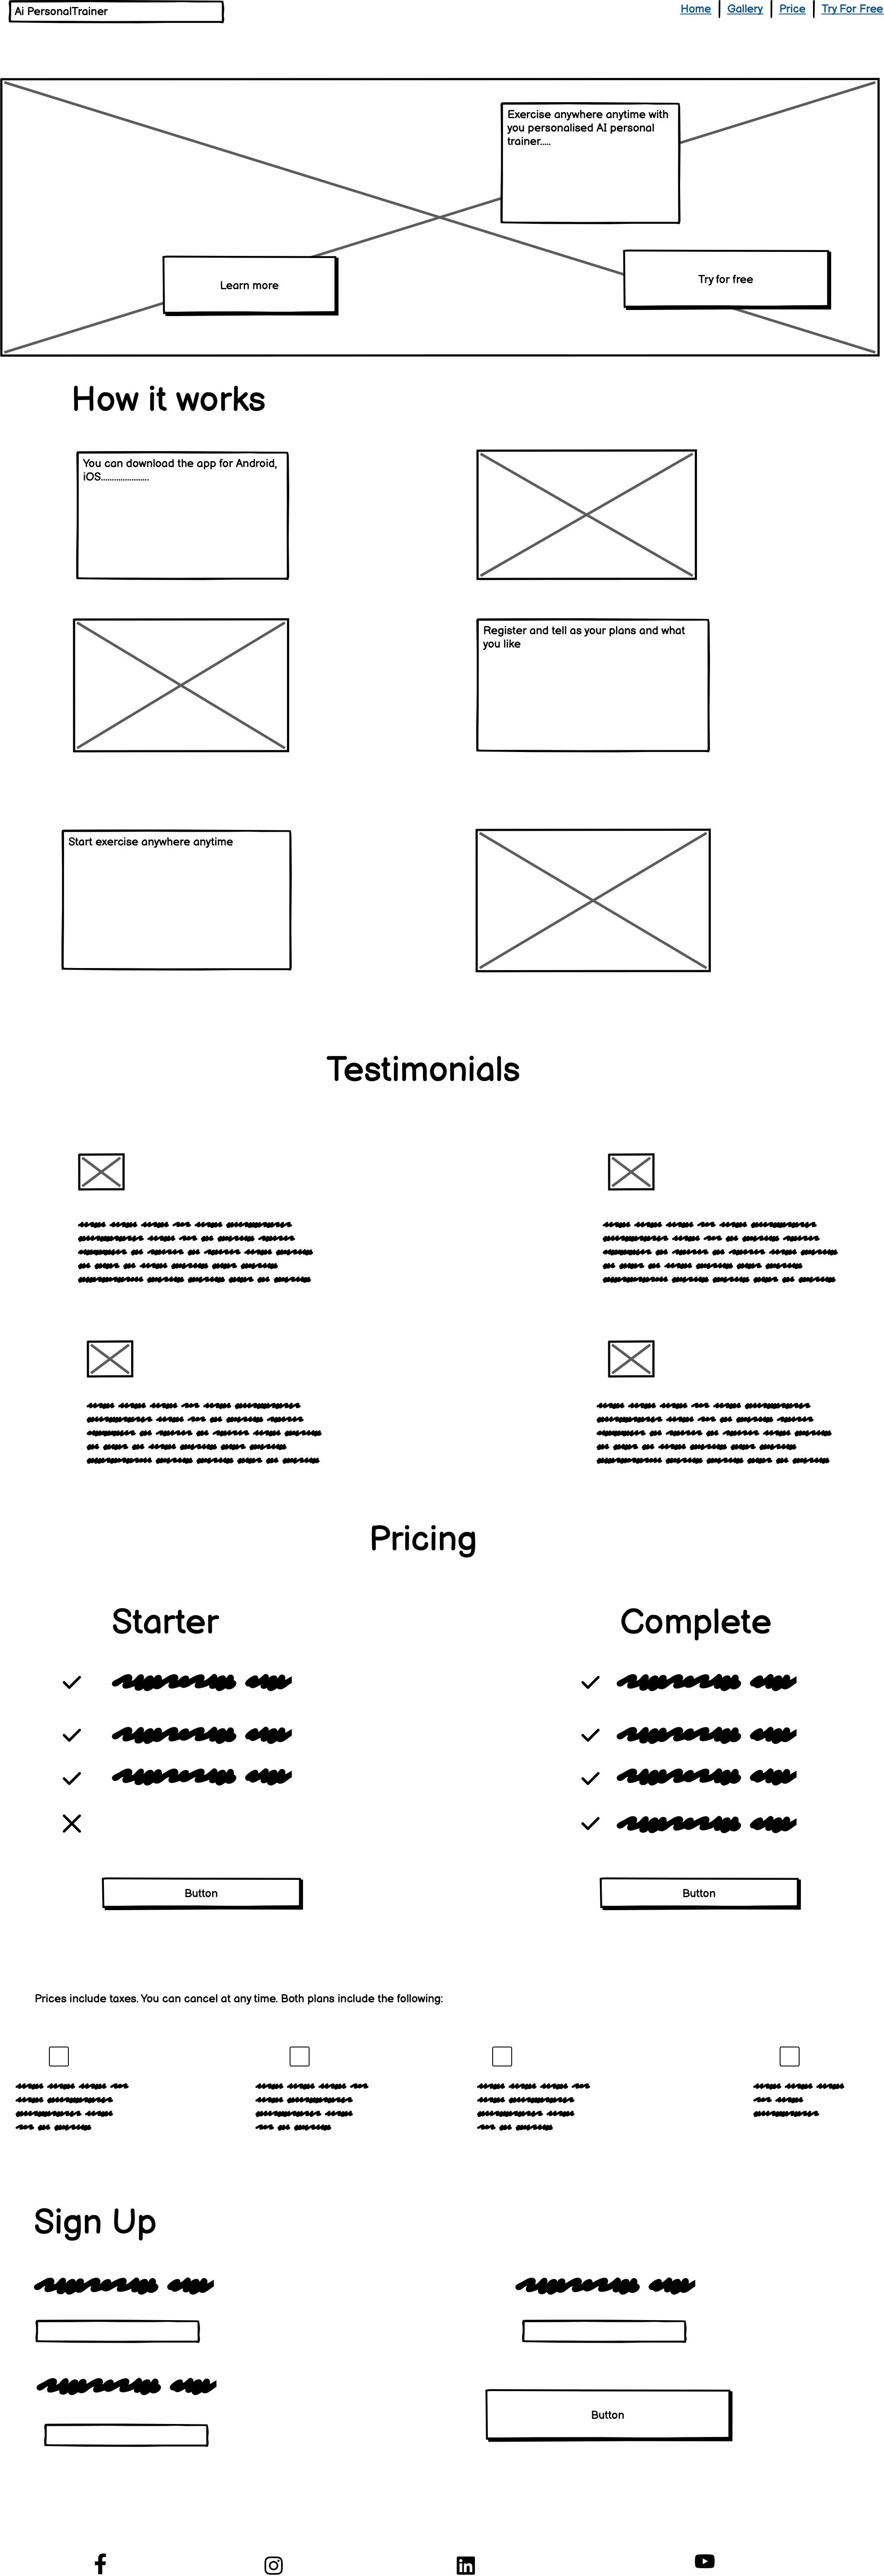 Ai PersonalTrainer
Home Gallery Price Try For Free
Exercise anywhere anytime with
you personalised AI personal
trainer.....
Learn more
Try for free
How it works
You can download the app for Android,
iOS......................
Register and tell as your plans and what
you like
Start exercise anywhere anytime
Testimonials
Pricing
Starter
Complete
Button
Button
Prices include taxes. You can cancel at any time. Both plans include the following:
Sign Up
Button